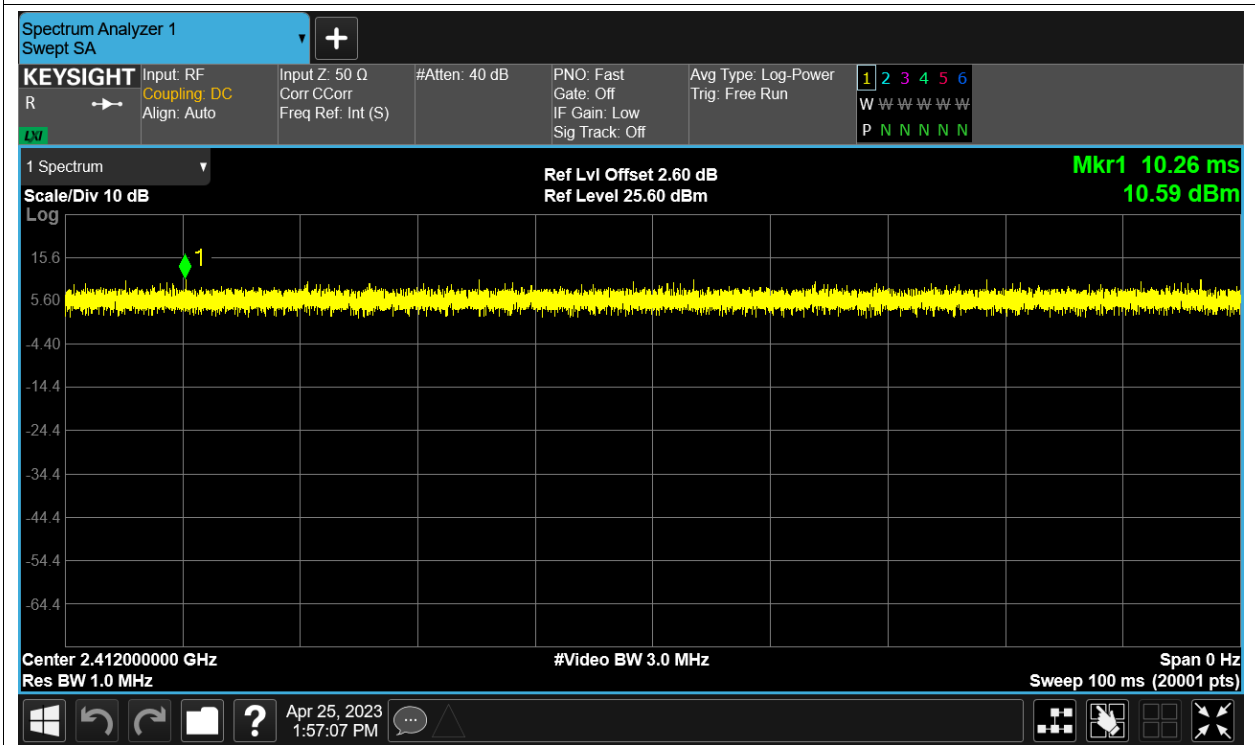 Spectrum Analyzer 1
Swept SA
KEYSIGHT
R
LXI
Input: RF
Coupling: DC
Align: Auto
Input Z: 50 Ω
Corr CCorr
Freq Ref: Int (S)
#Atten: 40 dB
PNO: Fast
Gate: Off
IF Gain: Low
Sig Track: Off
Avg Type: Log-Power
Trig: Free Run
1 2 3 4 5 6
W W W W W W
P N N N N N
1 Spectrum
Scale/Div 10 dB
Log
Ref Lvl Offset 2.60 dB
Ref Level 25.60 dBm
Mkr1 10.26 ms
10.59 dBm
1
15.6
5.60
-4.40
-14.4
-24.4
-34.4
-44.4
-54.4
-64.4
Center 2.412000000 GHz
Res BW 1.0 MHz
#Video BW 3.0 MHz
Span 0 Hz
Sweep 100 ms (20001 pts)
?
Apr 25, 2023
1:57:07 PM